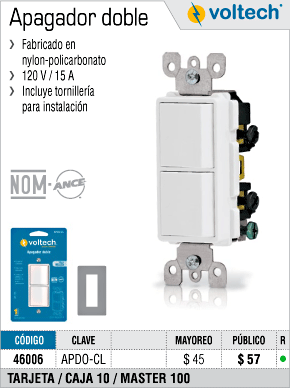 Apagador doble
voltech®
Fabricado en
nylon-policarbonato
120 V / 15 A
Incluye tornillería
para instalación
NOM-ANCE®
voltech
Apagador doble
CÓDIGO CLAVE MAYOREO PÚBLICO R
46006 APDO-CL $ 45 $ 57
TARJETA / CAJA 10 / MASTER 100